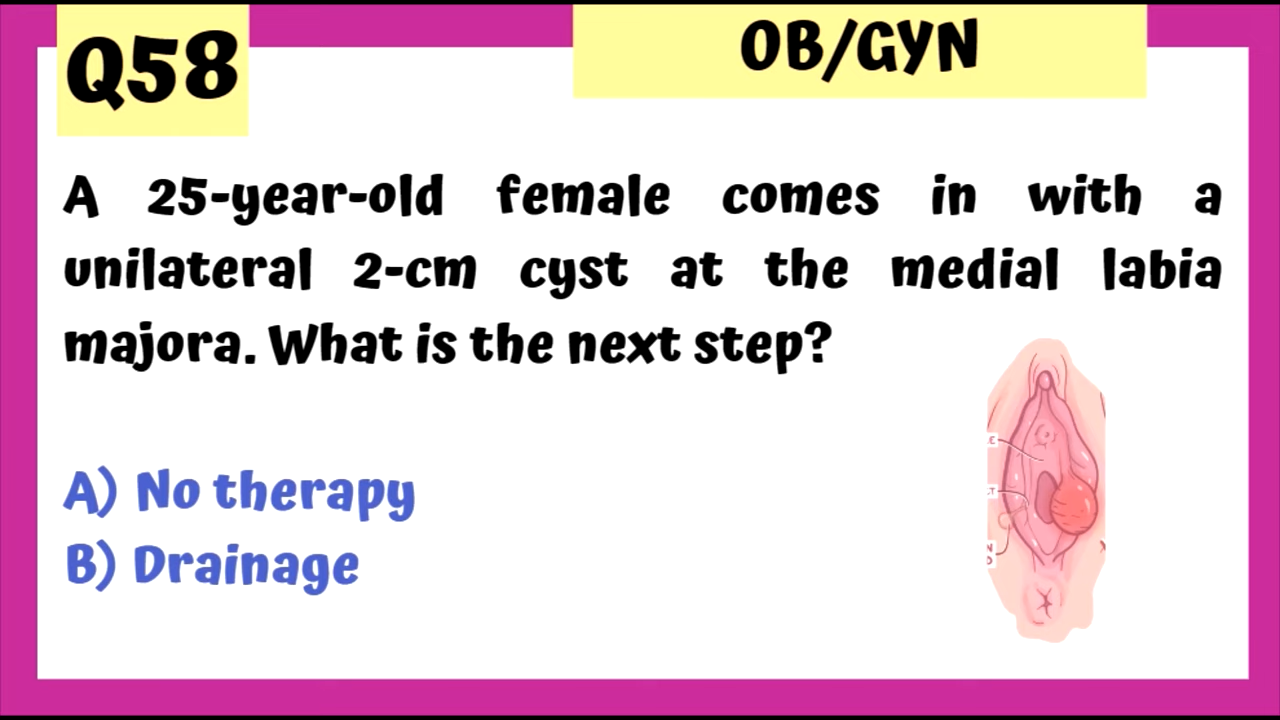 Q58
OB/GYN
A 25-year-old female comes in with a
unilateral 2-cm cyst at the medial labia
majora. What is the next step?
A) No therapy
B) Drainage